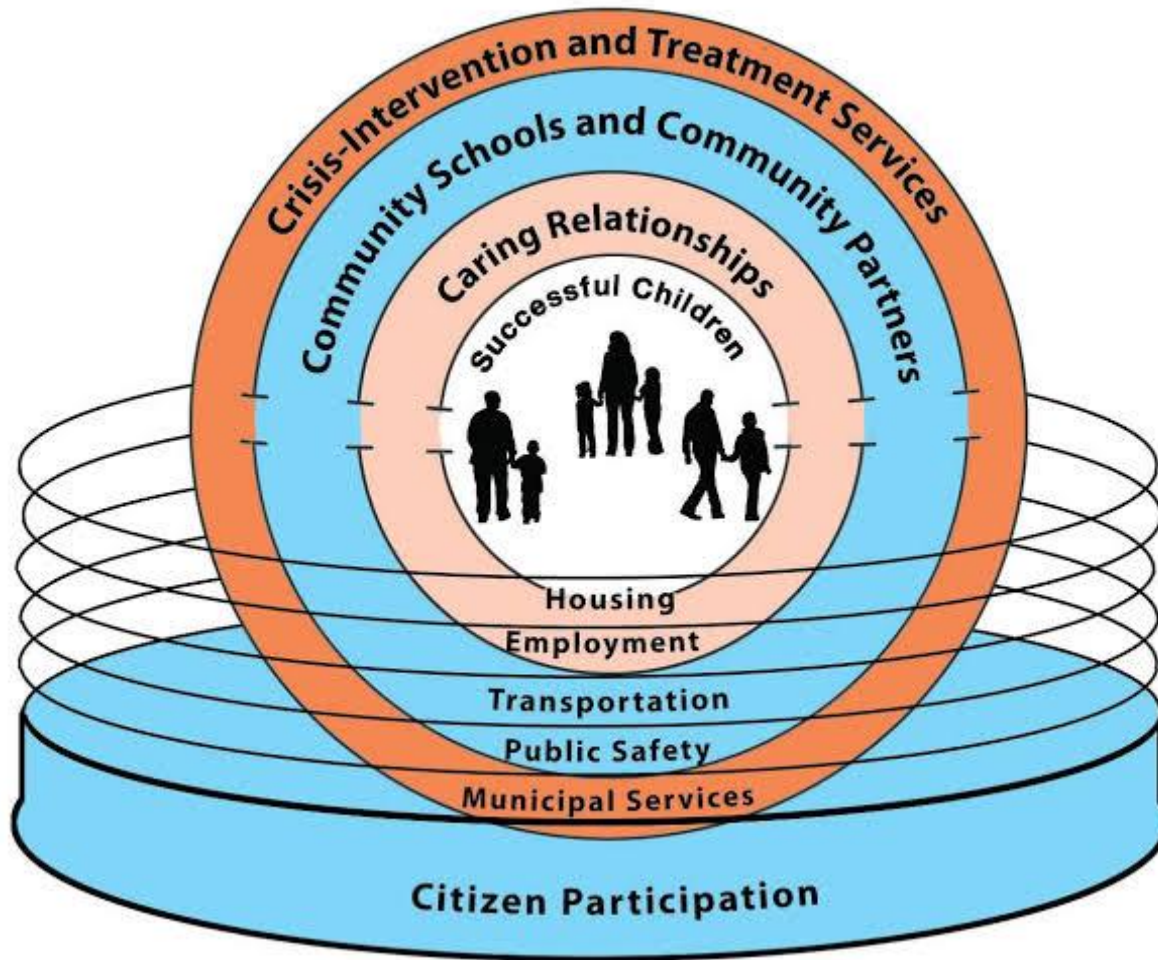 Crisis-Intervention and Treatment Services
Community Schools and Community Partners
Caring Relationships
Successful Children
Housing
Employment
Transportation
Public Safety
Municipal Services
Citizen Participation